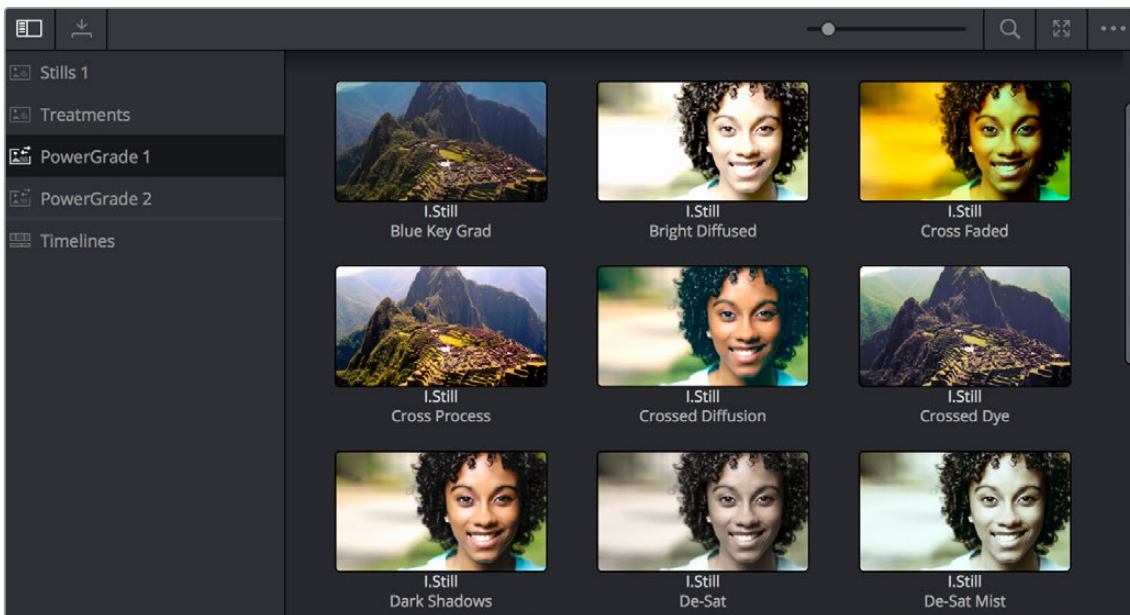 Stills 1
Treatments
PowerGrade 1
PowerGrade 2
Timelines
I.Still
Blue Key Grad
I.Still
Bright Diffused
I.Still
Cross Faded
I.Still
Cross Process
I.Still
Crossed Diffusion
I.Still
Crossed Dye
I.Still
Dark Shadows
I.Still
De-Sat
I.Still
De-Sat Mist